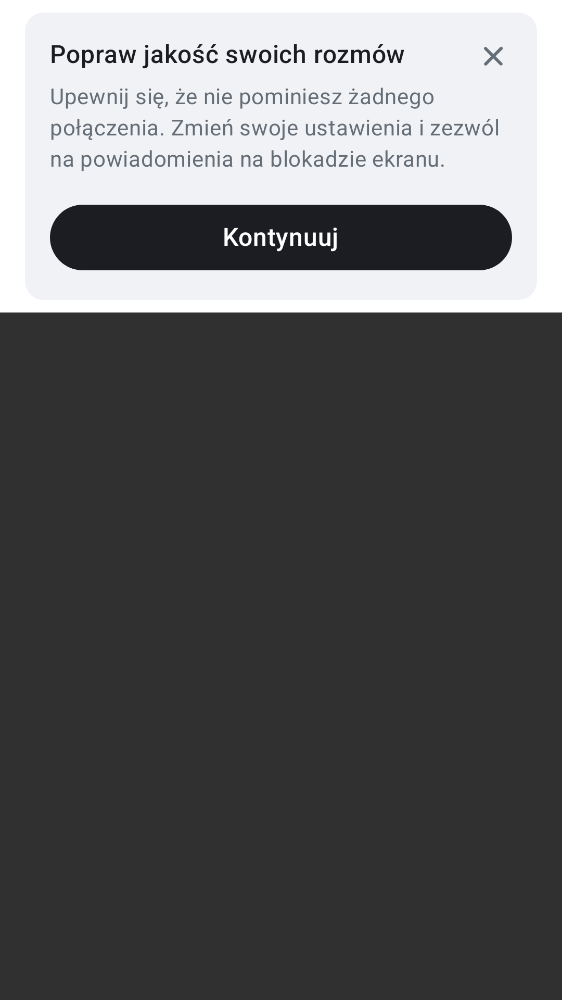 Popraw jakość swoich rozmów
Upewnij się, że nie pominiesz żadnego
połączenia. Zmień swoje ustawienia i zezwól
na powiadomienia na blokadzie ekranu.
Kontynuuj